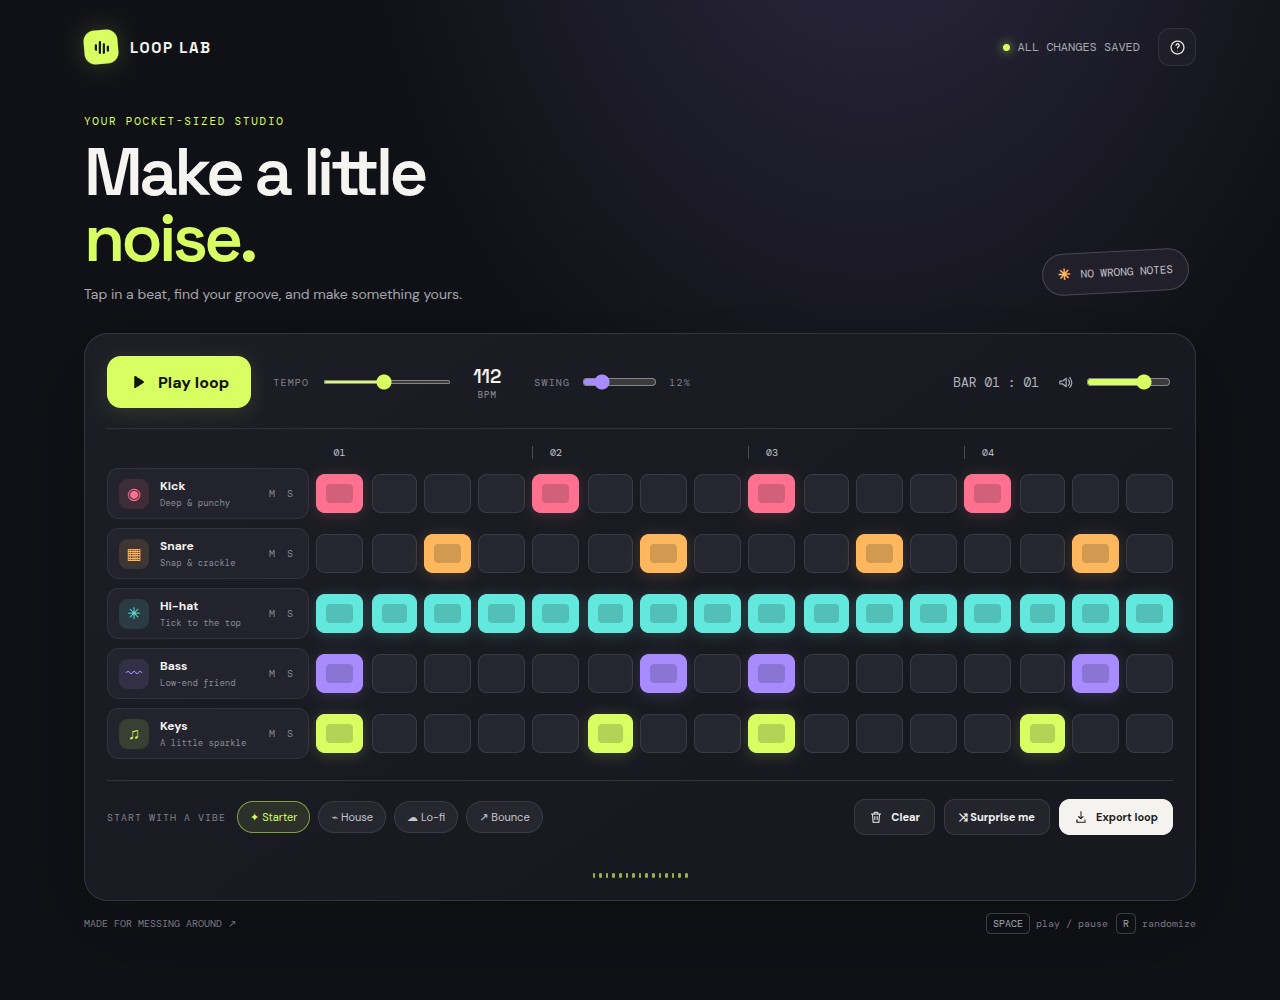 LOOP LAB
ALL CHANGES SAVED
YOUR POCKET-SIZED STUDIO
Make a little
noise.
NO WRONG NOTES
Tap in a beat, find your groove, and make something yours.
Play loop
TEMPO
112
BPM
SWING
12%
BAR 01 : 01
01 02 03 04
Kick
Deep & punchy
M S
Snare
Snap & crackle
M S
Hi-hat
Tick to the top
M S
Bass
Low-end friend
M S
Keys
A little sparkle
M S
START WITH A VIBE
✦ Starter
⌁ House
☁ Lo-fi
↗ Bounce
Clear
Surprise me
Export loop
MADE FOR MESSING AROUND ↗
SPACE play / pause R randomize